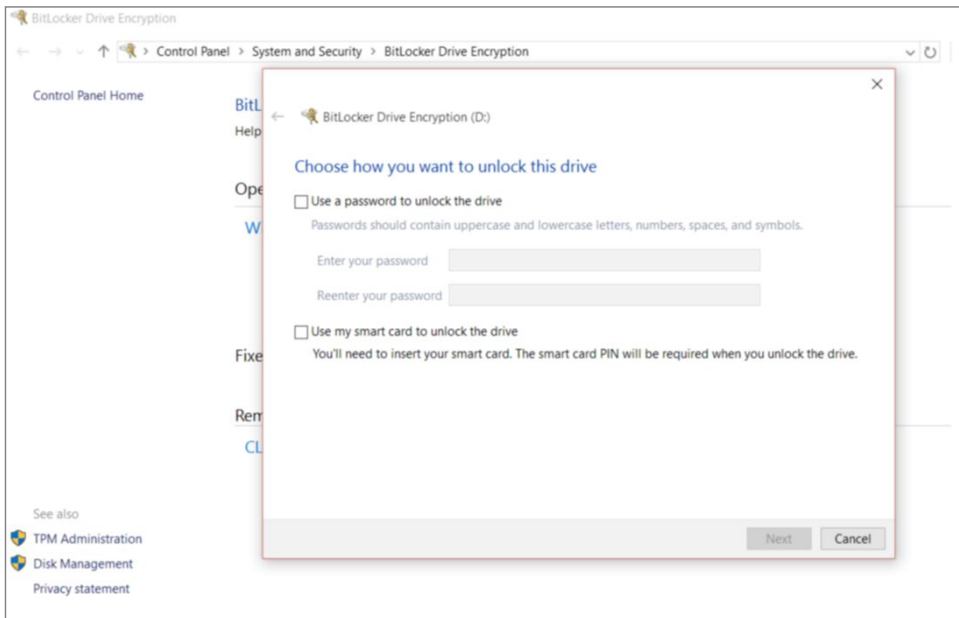 BitLocker Drive Encryption
Control Panel > System and Security > BitLocker Drive Encryption
Control Panel Home
BitL
Help
Ope
W
Fixe
Rem
CL
BitLocker Drive Encryption (D:)
Choose how you want to unlock this drive
Use a password to unlock the drive
Passwords should contain uppercase and lowercase letters, numbers, spaces, and symbols.
Enter your password
Reenter your password
Use my smart card to unlock the drive
You'll need to insert your smart card. The smart card PIN will be required when you unlock the drive.
Next
Cancel
See also
TPM Administration
Disk Management
Privacy statement